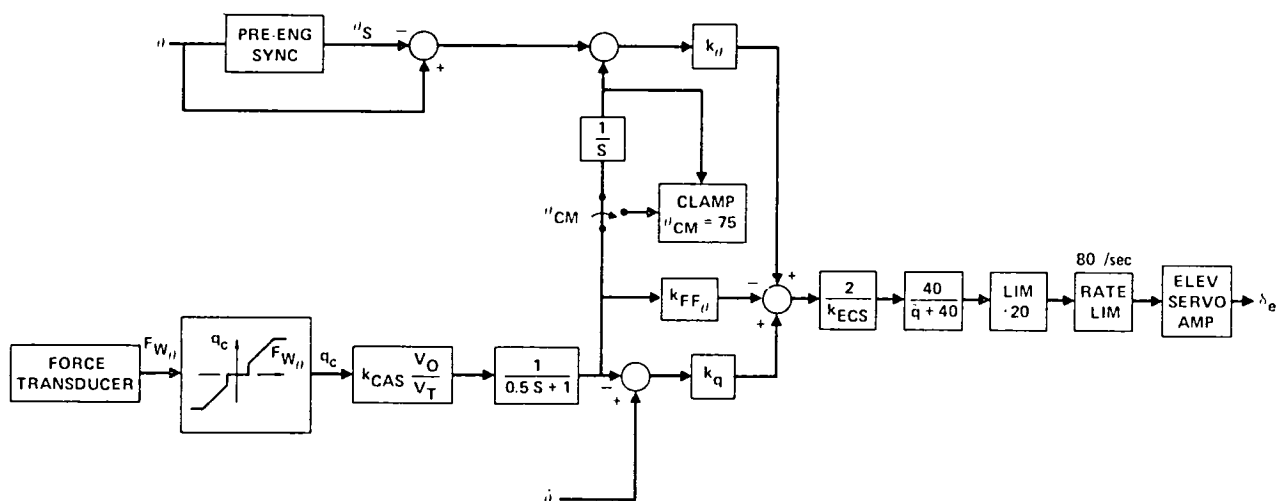 θ
PRE-ENG
SYNC
θS
−
+
kθ
1
S
θCM
CLAMP
θCM = 75
kFFθ
−
+
+
2
kECS
40
q̄ + 40
LIM
·20
80 /sec
RATE
LIM
ELEV
SERVO
AMP
δe
FORCE
TRANSDUCER
FWθ
qc
FWθ
qc
kCAS VO
VT
1
0.5 S + 1
−
+
kq
θ̇